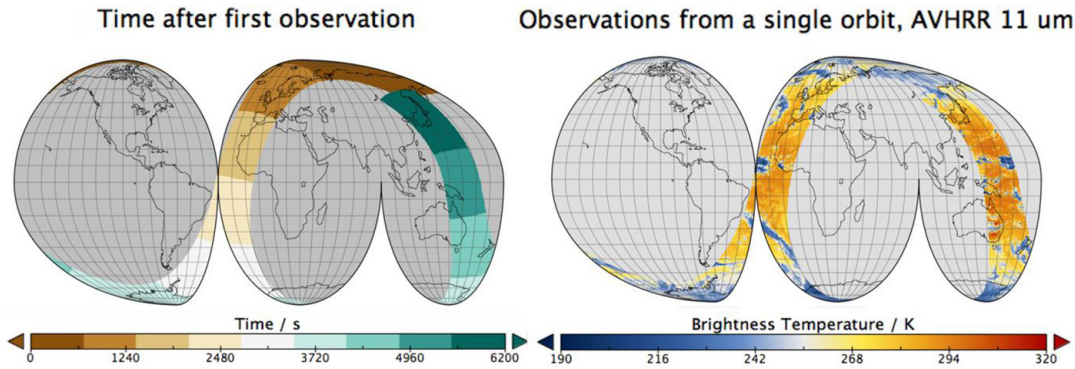 Time after first observation
Observations from a single orbit, AVHRR 11 um
Time / s
0 1240 2480 3720 4960 6200
Brightness Temperature / K
190 216 242 268 294 320